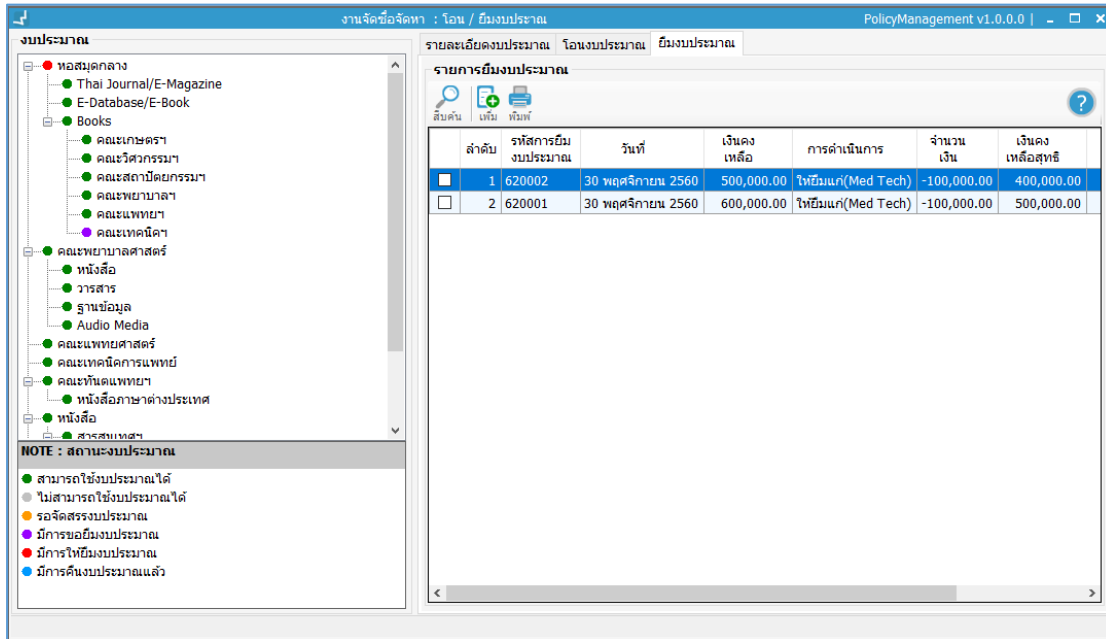 งานจัดซื้อจัดหา : โอน / ยืมงบประาณ
PolicyManagement v1.0.0.0 |
งบประมาณ
หอสมุดกลาง
Thai Journal/E-Magazine
E-Database/E-Book
Books
คณะเกษตรฯ
คณะวิศวกรรมฯ
คณะสถาปัตยกรรมฯ
คณะพยาบาลฯ
คณะแพทยฯ
คณะเทคนิคฯ
คณะพยาบาลศาสตร์
หนังสือ
วารสาร
ฐานข้อมูล
Audio Media
คณะแพทยศาสตร์
คณะเทคนิคการแพทย์
คณะทันตแพทยฯ
หนังสือภาษาต่างประเทศ
หนังสือ
สารสนเทศฯ
NOTE : สถานะงบประมาณ
สามารถใช้งบประมาณได้
ไม่สามารถใช้งบประมาณได้
รอจัดสรรงบประมาณ
มีการขอยืมงบประมาณ
มีการให้ยืมงบประมาณ
มีการคืนงบประมาณแล้ว
รายละเอียดงบประมาณ โอนงบประมาณ ยืมงบประมาณ
รายการยืมงบประมาณ
สืบค้น เพิ่ม พิมพ์
ลำดับ รหัสการยืมงบประมาณ วันที่ เงินคงเหลือ การดำเนินการ จำนวนเงิน เงินคงเหลือสุทธิ
1 620002 30 พฤศจิกายน 2560 500,000.00 ให้ยืมแก่(Med Tech) -100,000.00 400,000.00
2 620001 30 พฤศจิกายน 2560 600,000.00 ให้ยืมแก่(Med Tech) -100,000.00 500,000.00